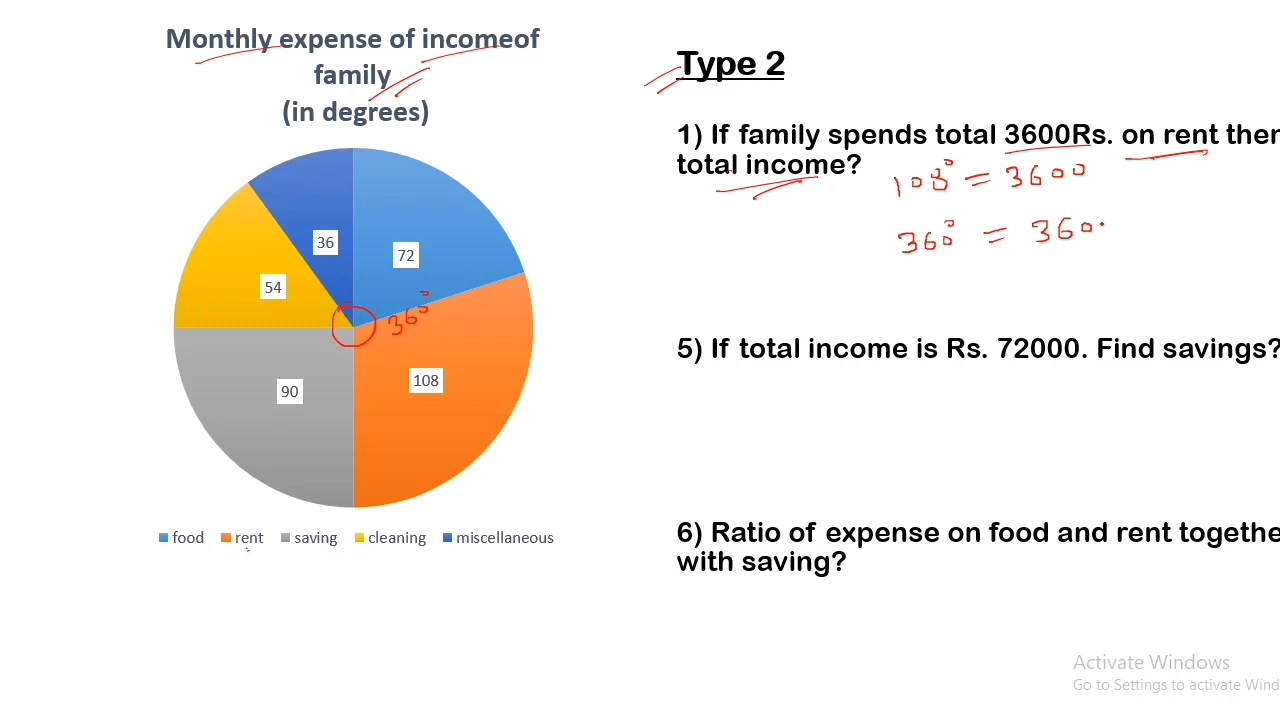 Monthly expense of incomeof
family
(in degrees)
36
72
54
360°
108
90
food rent saving cleaning miscellaneous
Type 2
1) If family spends total 3600Rs. on rent then
total income?
108° = 3600
360° = 360
5) If total income is Rs. 72000. Find savings?
6) Ratio of expense on food and rent togethe
with saving?
Activate Windows
Go to Settings to activate Wind